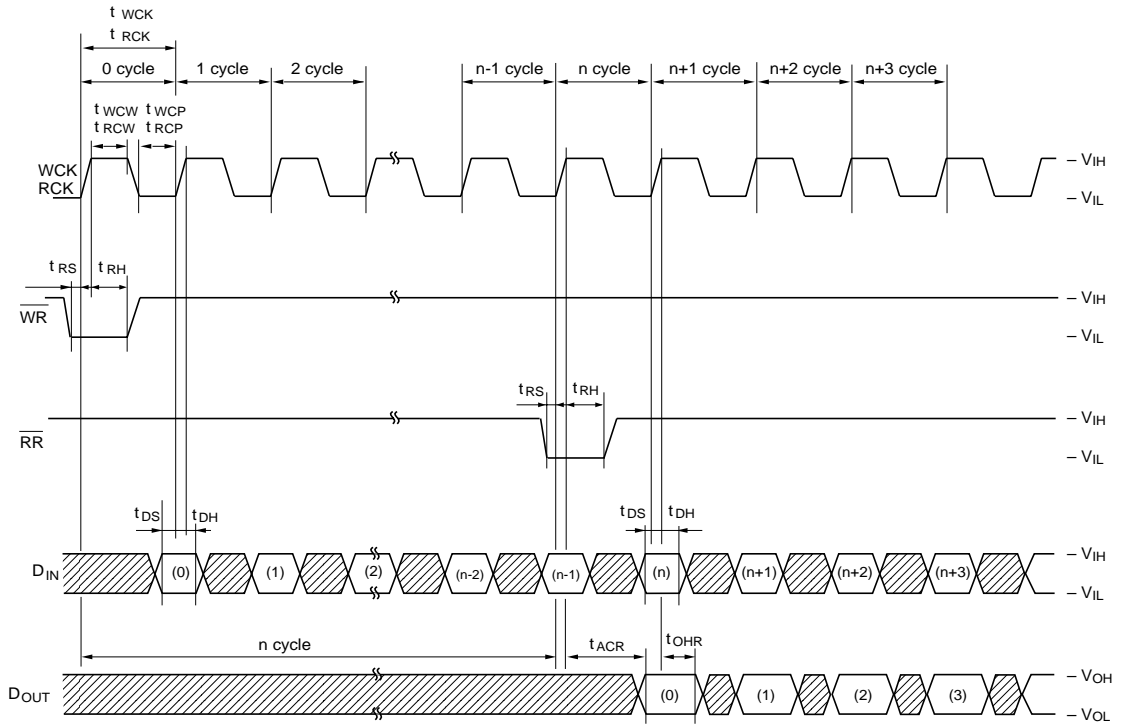 t WCK
t RCK
0 cycle 1 cycle 2 cycle n-1 cycle n cycle n+1 cycle n+2 cycle n+3 cycle
t WCW t WCP
t RCW t RCP
WCK
RCK
– VIH
– VIL
t RS t RH
WR
– VIH
– VIL
t RS t RH
RR
– VIH
– VIL
t DS t DH t DS t DH
DIN
(0) (1) (2) (n-2) (n-1) (n) (n+1) (n+2) (n+3)
– VIH
– VIL
n cycle t ACR t OHR
DOUT
(0) (1) (2) (3)
– VOH
– VOL